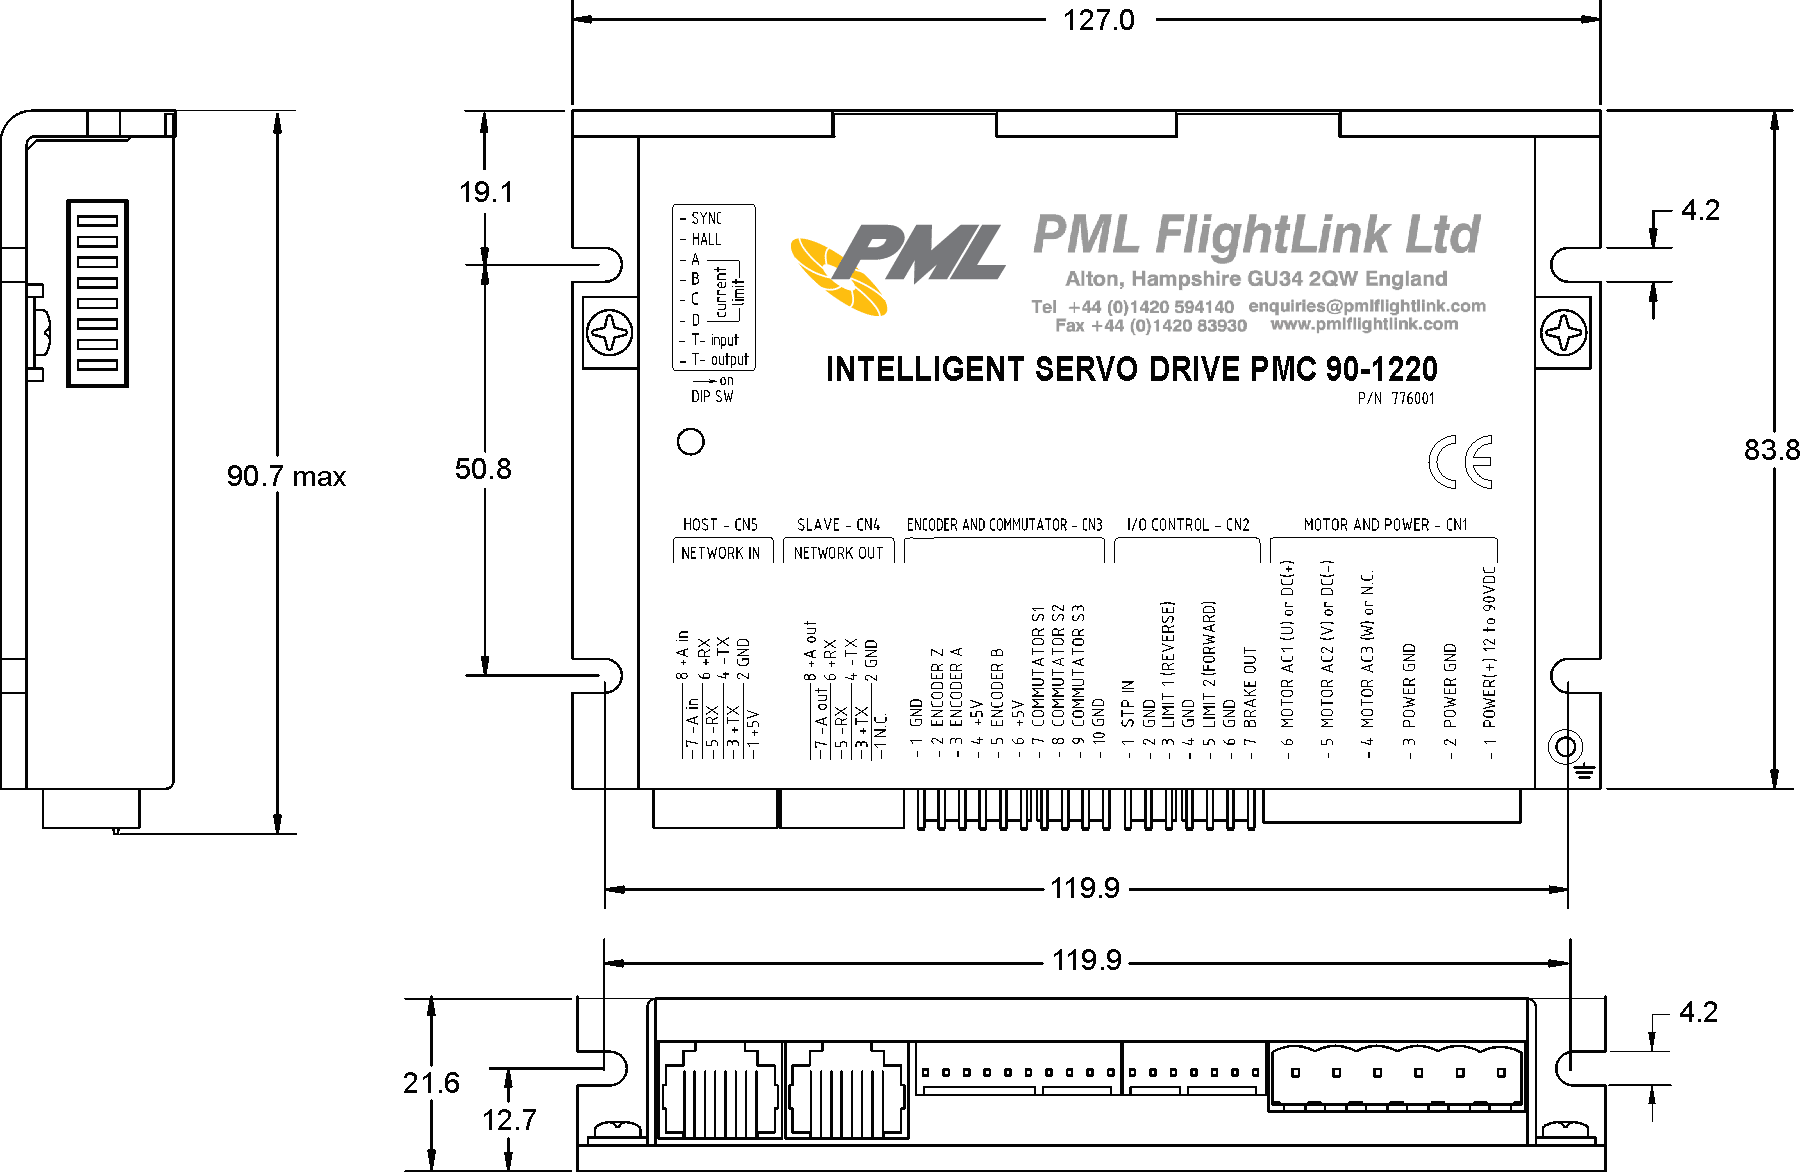 127.0
19.1
50.8
90.7 max
4.2
83.8
- SYNC
- HALL
- A
- B
- C
- D
current
limit
- T- input
- T- output
on
DIP SW
PML
PML FlightLink Ltd
Alton, Hampshire GU34 2QW England
Tel +44 (0)1420 594140 enquiries@pmlflightlink.com
Fax +44 (0)1420 83930 www.pmlflightlink.com
INTELLIGENT SERVO DRIVE PMC 90-1220
P/N 776001
CE
HOST - CN5
NETWORK IN
8 +A in
-7 -A in
6 +RX
-5 -RX
4 -TX
-3 +TX
2 GND
-1 +5V
SLAVE - CN4
NETWORK OUT
8 +A out
-7 -A out
6 +RX
-5 -RX
4 -TX
-3 +TX
2 GND
-1 N.C.
ENCODER AND COMMUTATOR - CN3
- 1 GND
- 2 ENCODER Z
- 3 ENCODER A
- 4 +5V
- 5 ENCODER B
- 6 +5V
- 7 COMMUTATOR S1
- 8 COMMUTATOR S2
- 9 COMMUTATOR S3
- 10 GND
I/O CONTROL - CN2
- 1 STP IN
- 2 GND
- 3 LIMIT 1 (REVERSE)
- 4 GND
- 5 LIMIT 2 (FORWARD)
- 6 GND
- 7 BRAKE OUT
MOTOR AND POWER - CN1
- 6 MOTOR AC1 (U) or DC(+)
- 5 MOTOR AC2 (V) or DC(-)
- 4 MOTOR AC3 (W) or N.C.
- 3 POWER GND
- 2 POWER GND
- 1 POWER(+) 12 to 90VDC
119.9
119.9
21.6
12.7
4.2